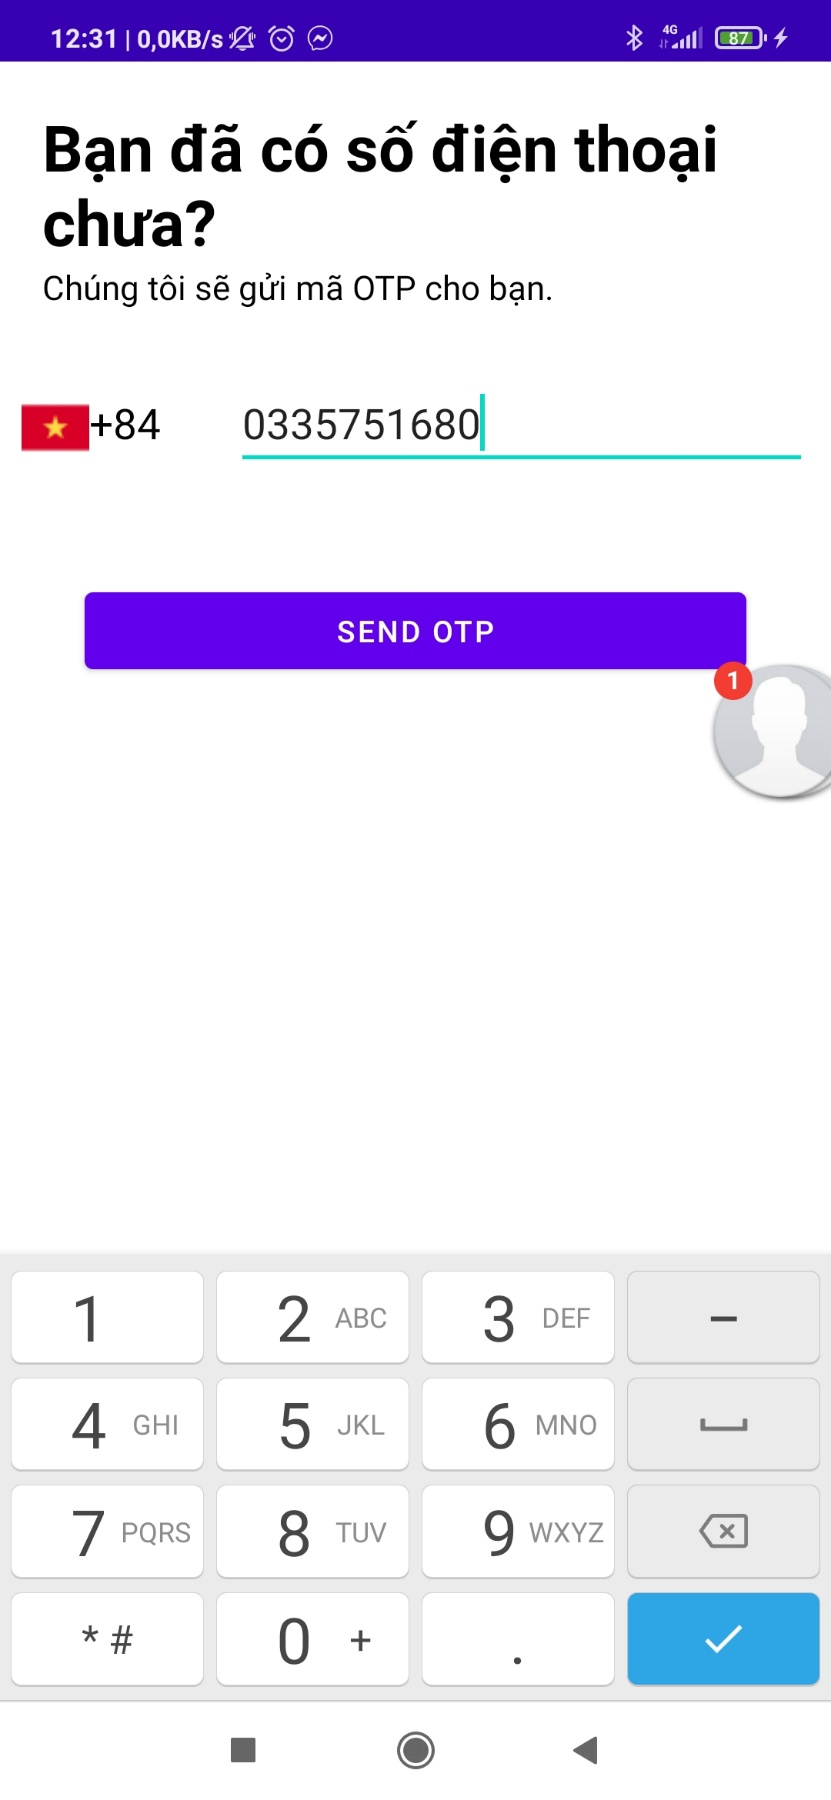 12:31 | 0,0KB/s 4G 87
Bạn đã có số điện thoại
chưa?
Chúng tôi sẽ gửi mã OTP cho bạn.
+84 0335751680
SEND OTP
1
1 2 ABC 3 DEF –
4 GHI 5 JKL 6 MNO
7 PQRS 8 TUV 9 WXYZ
* # 0 + .